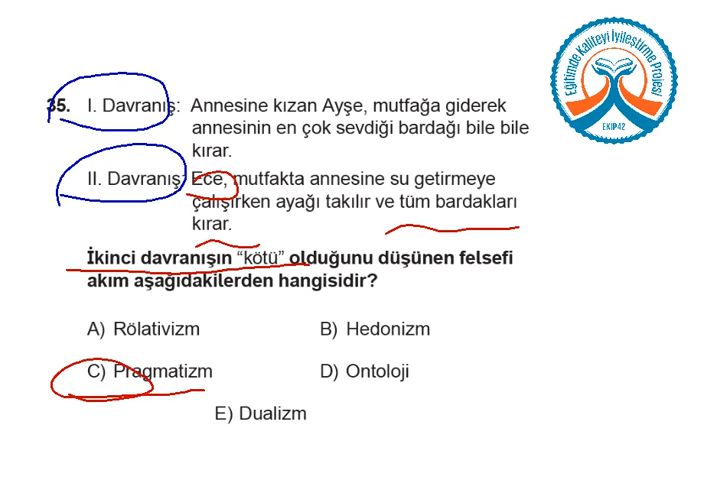 Eğitimde Kaliteyi İyileştirme Projesi
EKIP42
35. I. Davranış: Annesine kızan Ayşe, mutfağa giderek
annesinin en çok sevdiği bardağı bile bile
kırar.
II. Davranış: Ece, mutfakta annesine su getirmeye
çalışırken ayağı takılır ve tüm bardakları
kırar.
İkinci davranışın “kötü” olduğunu düşünen felsefi
akım aşağıdakilerden hangisidir?
A) Rölativizm B) Hedonizm
C) Pragmatizm D) Ontoloji
E) Dualizm